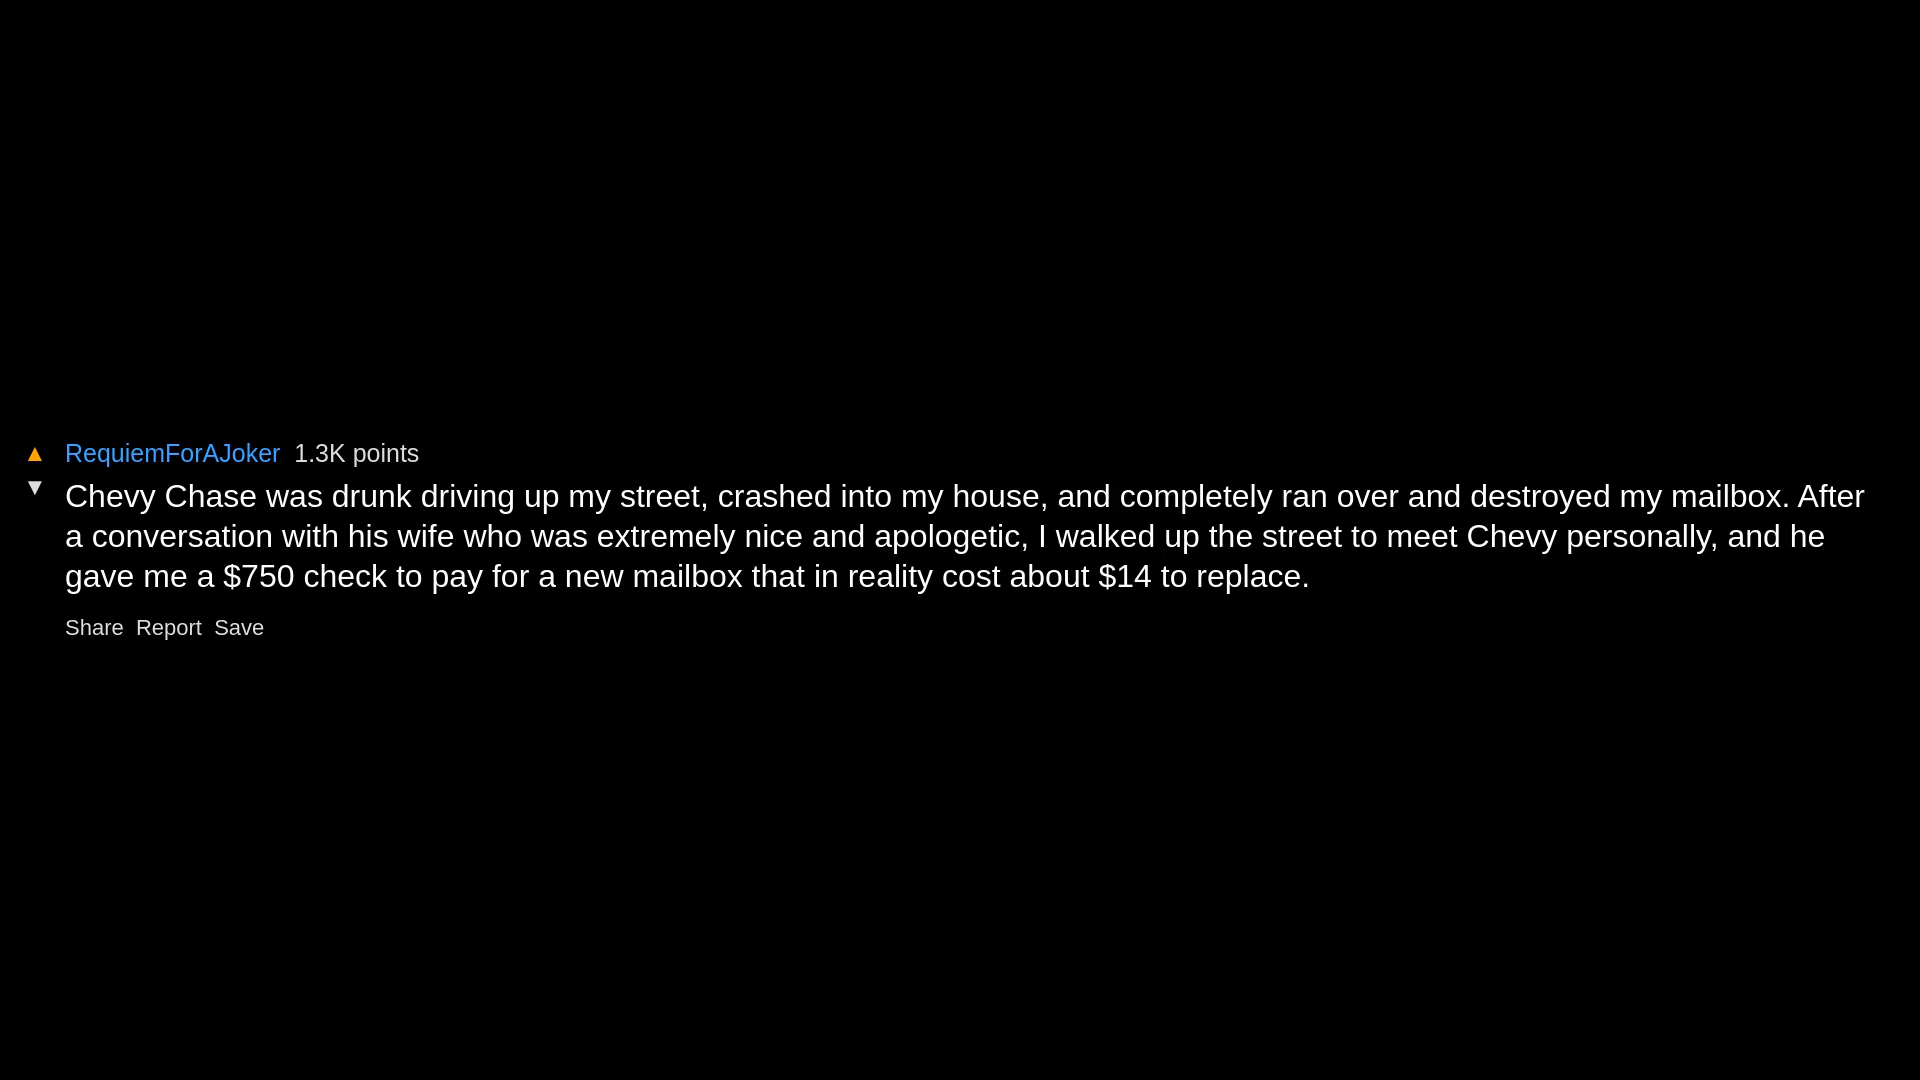 RequiemForAJoker 1.3K points
Chevy Chase was drunk driving up my street, crashed into my house, and completely ran over and destroyed my mailbox. After
a conversation with his wife who was extremely nice and apologetic, I walked up the street to meet Chevy personally, and he
gave me a $750 check to pay for a new mailbox that in reality cost about $14 to replace.
Share Report Save